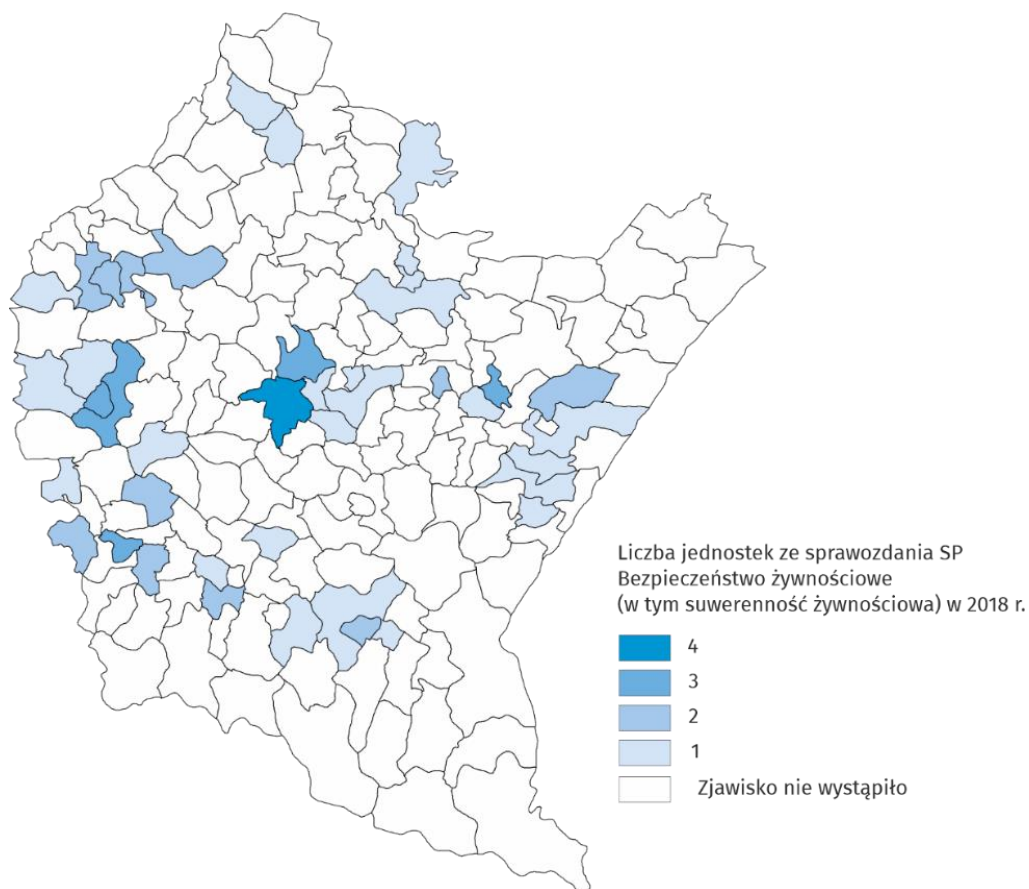 Liczba jednostek ze sprawozdania SP
Bezpieczeństwo żywnościowe
(w tym suwerenność żywnościowa) w 2018 r.
4
3
2
1
Zjawisko nie wystąpiło